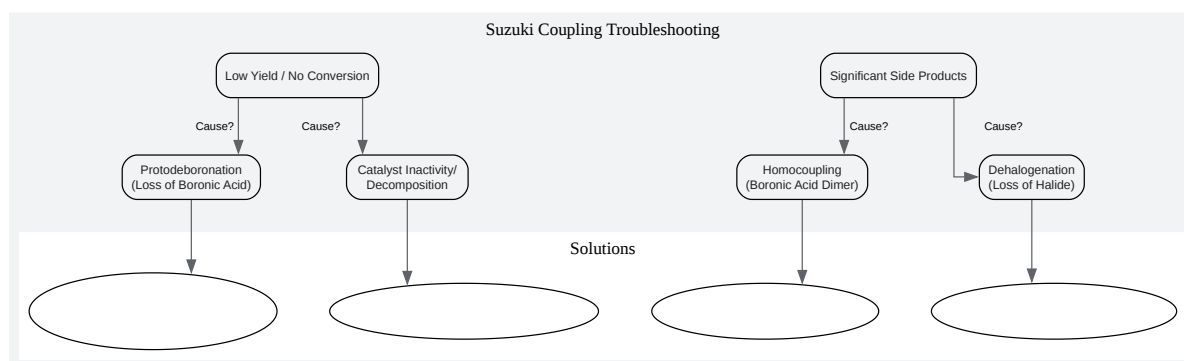 Suzuki Coupling Troubleshooting
Low Yield / No Conversion
Significant Side Products
Cause?
Cause?
Cause?
Cause?
Protodeboronation
(Loss of Boronic Acid)
Catalyst Inactivity/
Decomposition
Homocoupling
(Boronic Acid Dimer)
Dehalogenation
(Loss of Halide)
Solutions